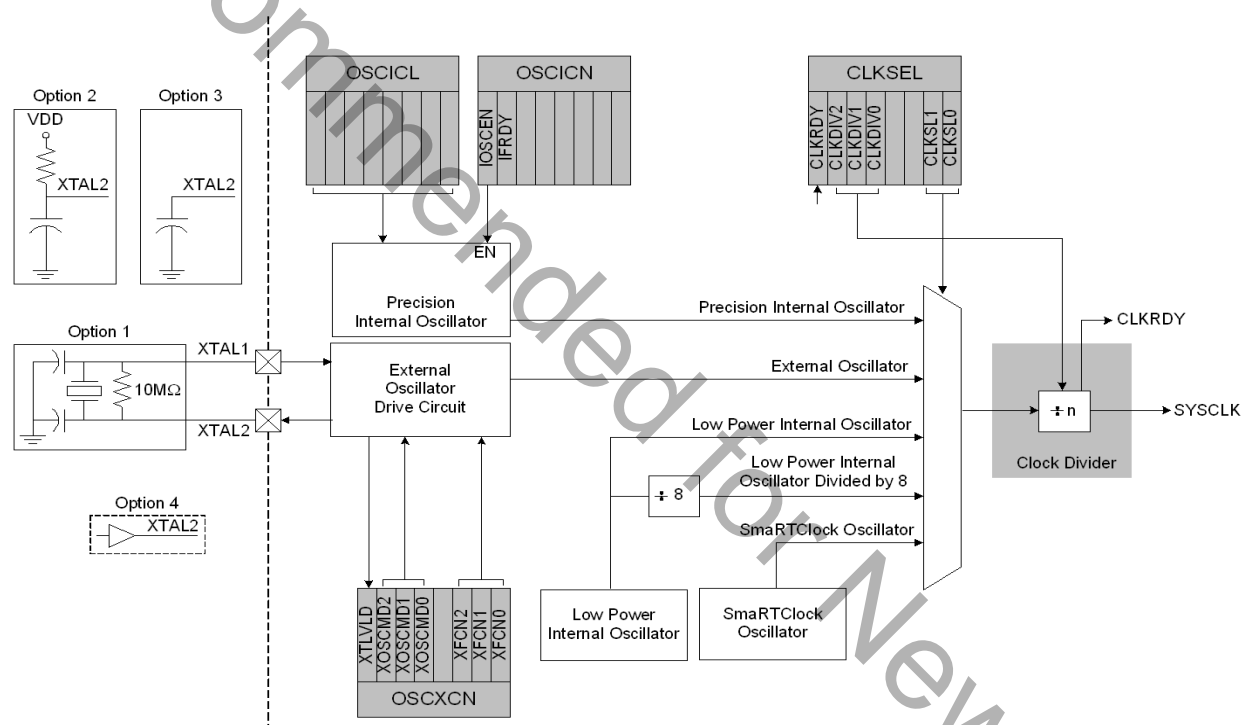 OSCICL
OSCICN
IOSCEN
IFRDY
CLKSEL
CLKRDY
CLKDIV2
CLKDIV1
CLKDIV0
CLKSL1
CLKSL0
Option 2
VDD
XTAL2
Option 3
XTAL2
EN
Precision
Internal Oscillator
Precision Internal Oscillator
Option 1
10MΩ
XTAL1
XTAL2
External
Oscillator
Drive Circuit
External Oscillator
Low Power Internal Oscillator
Low Power Internal
Oscillator Divided by 8
÷ 8
SmaRTClock Oscillator
CLKRDY
÷ n
SYSCLK
Clock Divider
Option 4
XTAL2
XTLVLD
XOSCMD2
XOSCMD1
XOSCMD0
XFCN2
XFCN1
XFCN0
OSCXCN
Low Power
Internal Oscillator
SmaRTClock
Oscillator
ommended for New